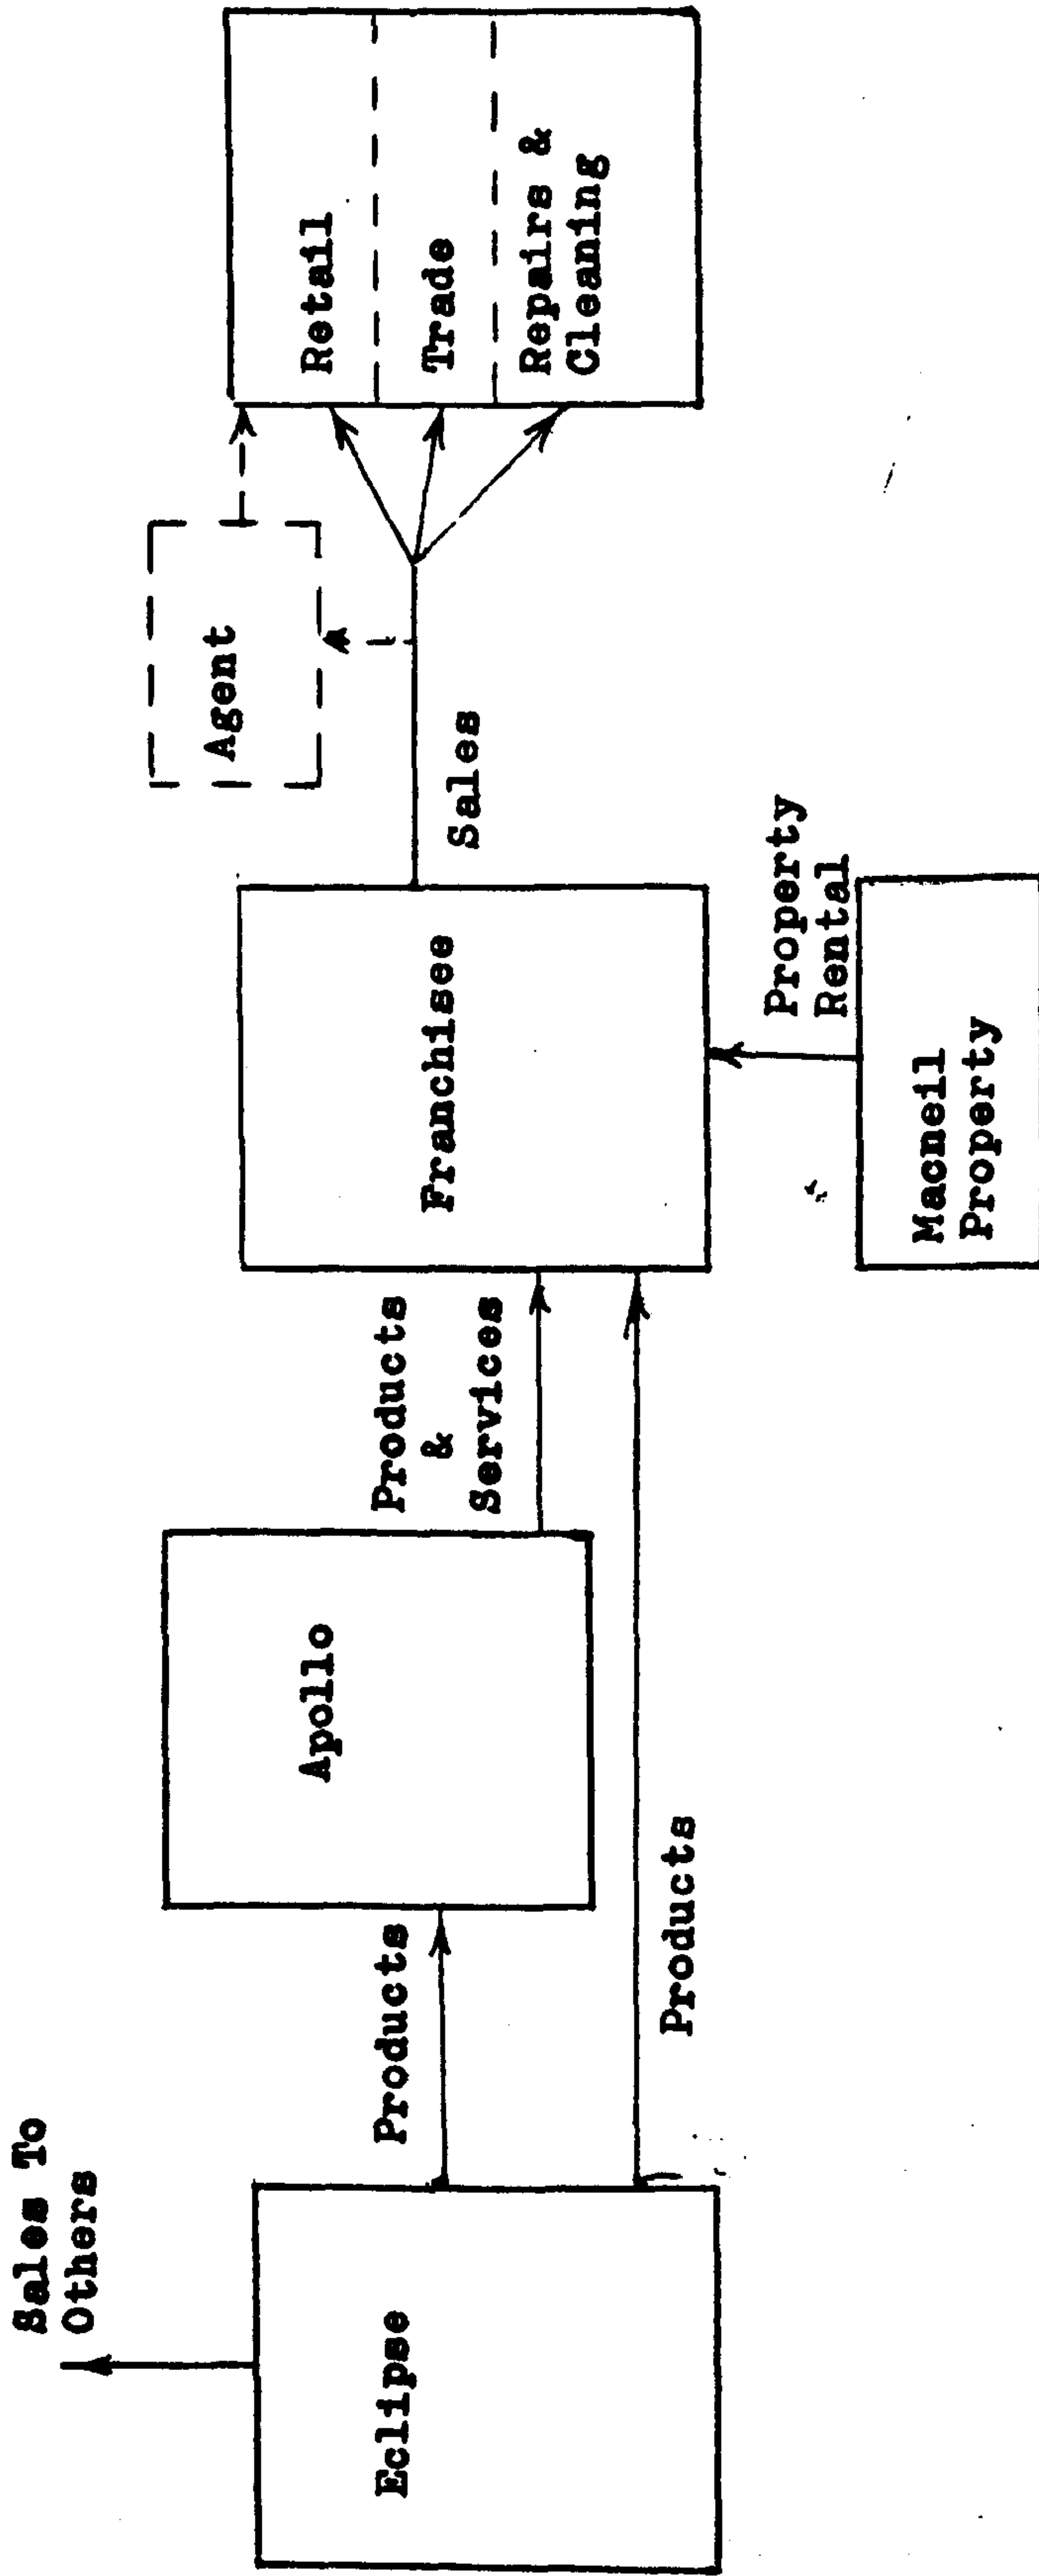 Sales To
Others
Eclipse
Products
Products
Apollo
Products
&
Services
Franchisee
Property
Rental
Macneil
Property
Sales
Agent
Retail
Trade
Repairs &
Cleaning